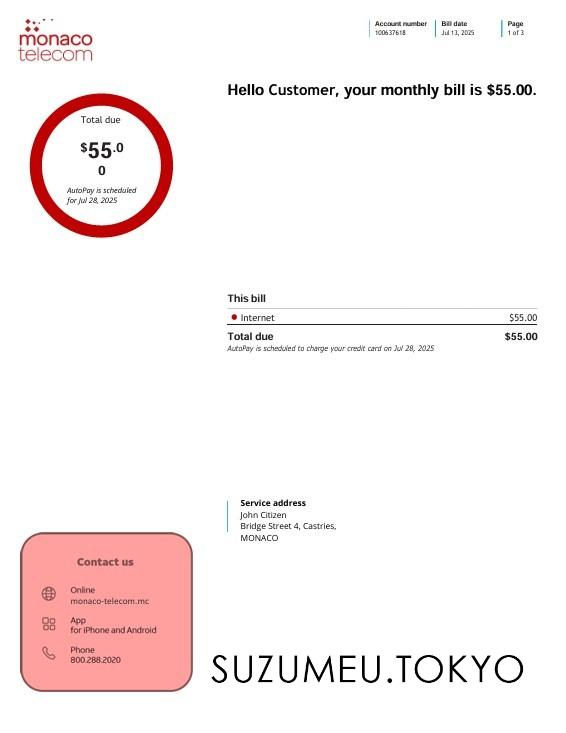 monaco
telecom
Account number
100637618
Bill date
Jul 13, 2025
Page
1 of 3
Hello Customer, your monthly bill is $55.00.
Total due
$55.0
0
AutoPay is scheduled
for Jul 28, 2025
This bill
Internet $55.00
Total due $55.00
AutoPay is scheduled to charge your credit card on Jul 28, 2025
Service address
John Citizen
Bridge Street 4, Castries,
MONACO
Contact us
Online
monaco-telecom.mc
App
for iPhone and Android
Phone
800.288.2020
SUZUMEU.TOKYO